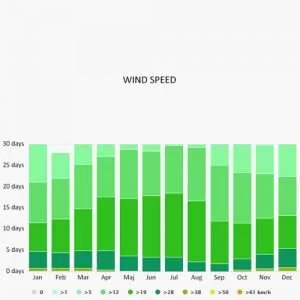 WIND SPEED
30 days
25 days
20 days
15 days
10 days
5 days
0 days
Jan Feb Mar Apr Maj Jun Jul Aug Sep Oct Nov Dec
0 >1 >5 >12 >19 >28 >38 >50 >61 km/h